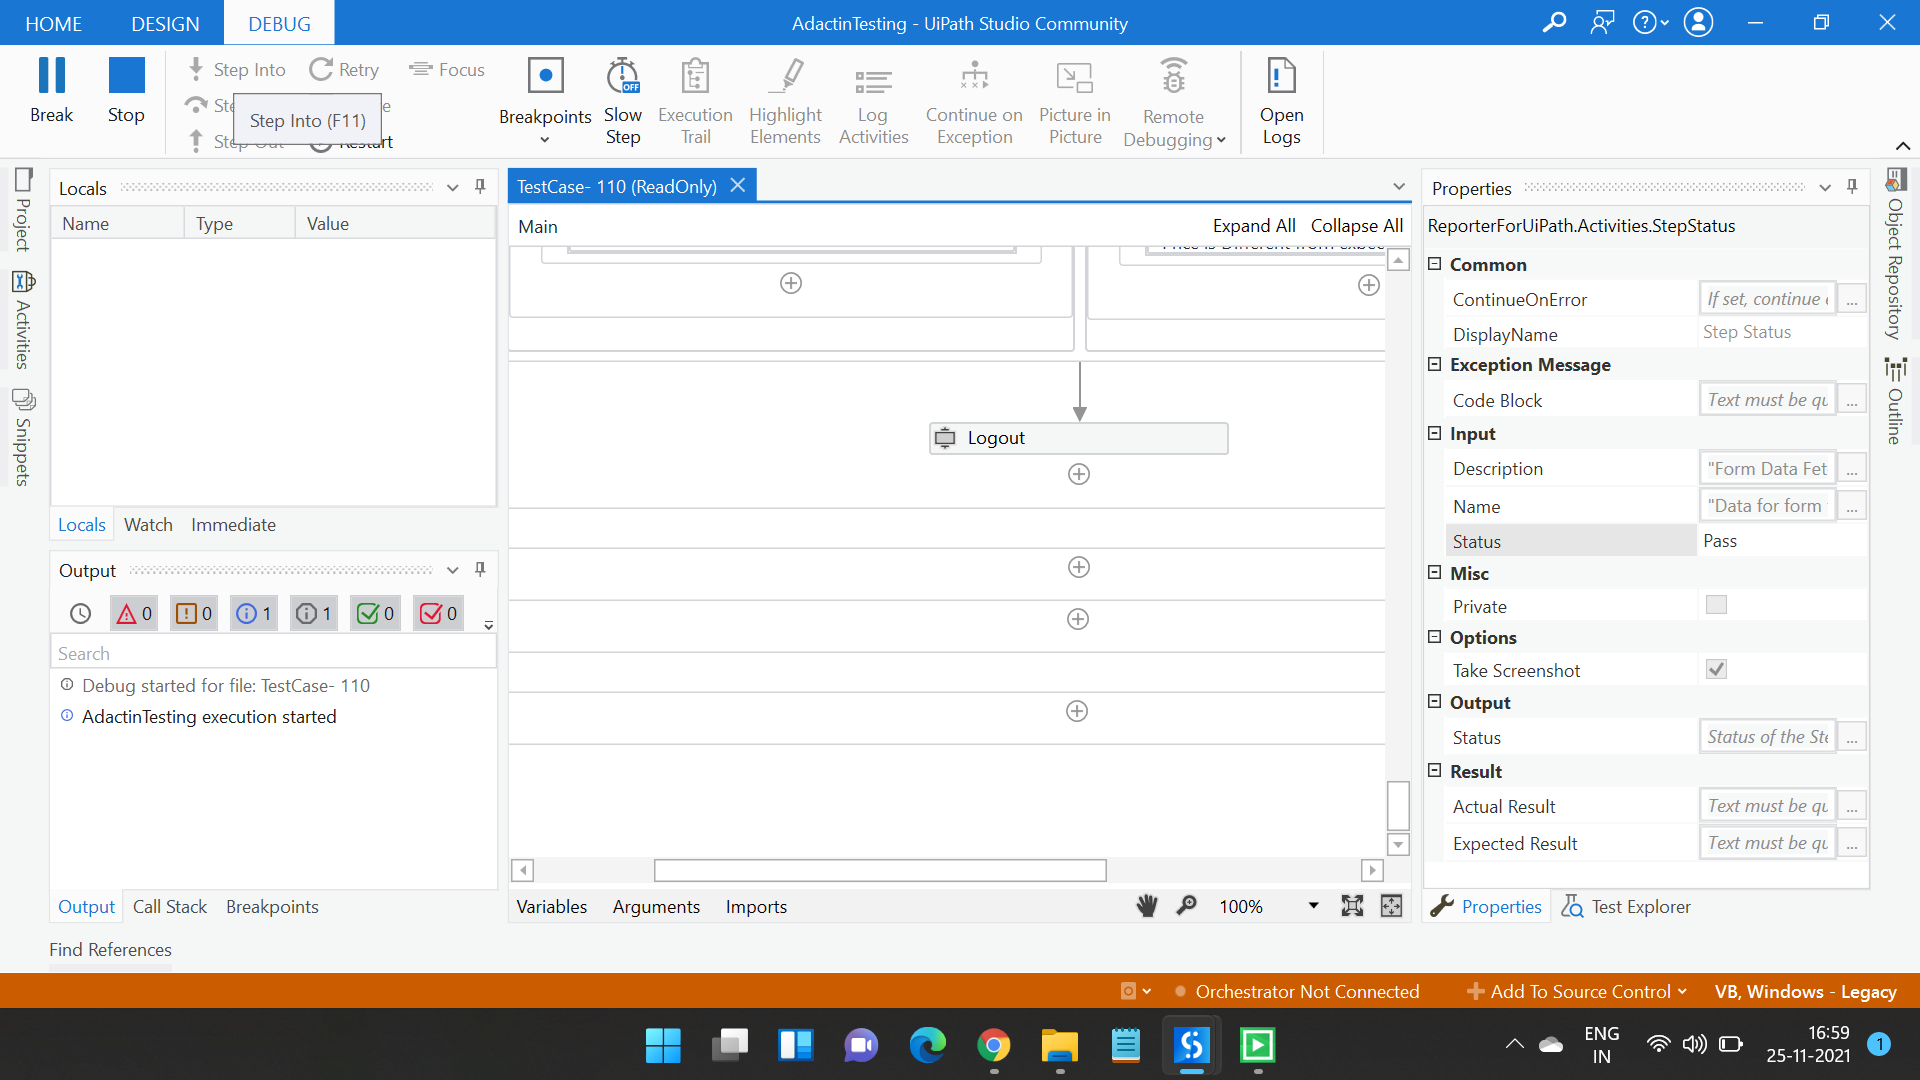 HOME DESIGN DEBUG
AdactinTesting - UiPath Studio Community
Break
Stop
Step Into
Retry
Focus
Step Into (F11)
Restart
Breakpoints
Slow Step
OFF
Execution Trail
Highlight Elements
Log Activities
Continue on Exception
Picture in Picture
Remote Debugging
Open Logs
Project
Activities
Snippets
Locals
Name Type Value
Locals Watch Immediate
Output
0 0 1 1 0 0
Search
Debug started for file: TestCase- 110
AdactinTesting execution started
Output Call Stack Breakpoints
Find References
TestCase- 110 (ReadOnly)
Main
Expand All Collapse All
Logout
Variables Arguments Imports
100%
Properties
ReporterForUiPath.Activities.StepStatus
Common
ContinueOnError If set, continue ...
DisplayName Step Status
Exception Message
Code Block Text must be qu ...
Input
Description "Form Data Fet ...
Name "Data for form ...
Status Pass
Misc
Private
Options
Take Screenshot
Output
Status Status of the Ste ...
Result
Actual Result Text must be qu ...
Expected Result Text must be qu ...
Properties Test Explorer
Object Repository
Outline
Orchestrator Not Connected
Add To Source Control
VB, Windows - Legacy
ENG
IN
16:59
25-11-2021
1